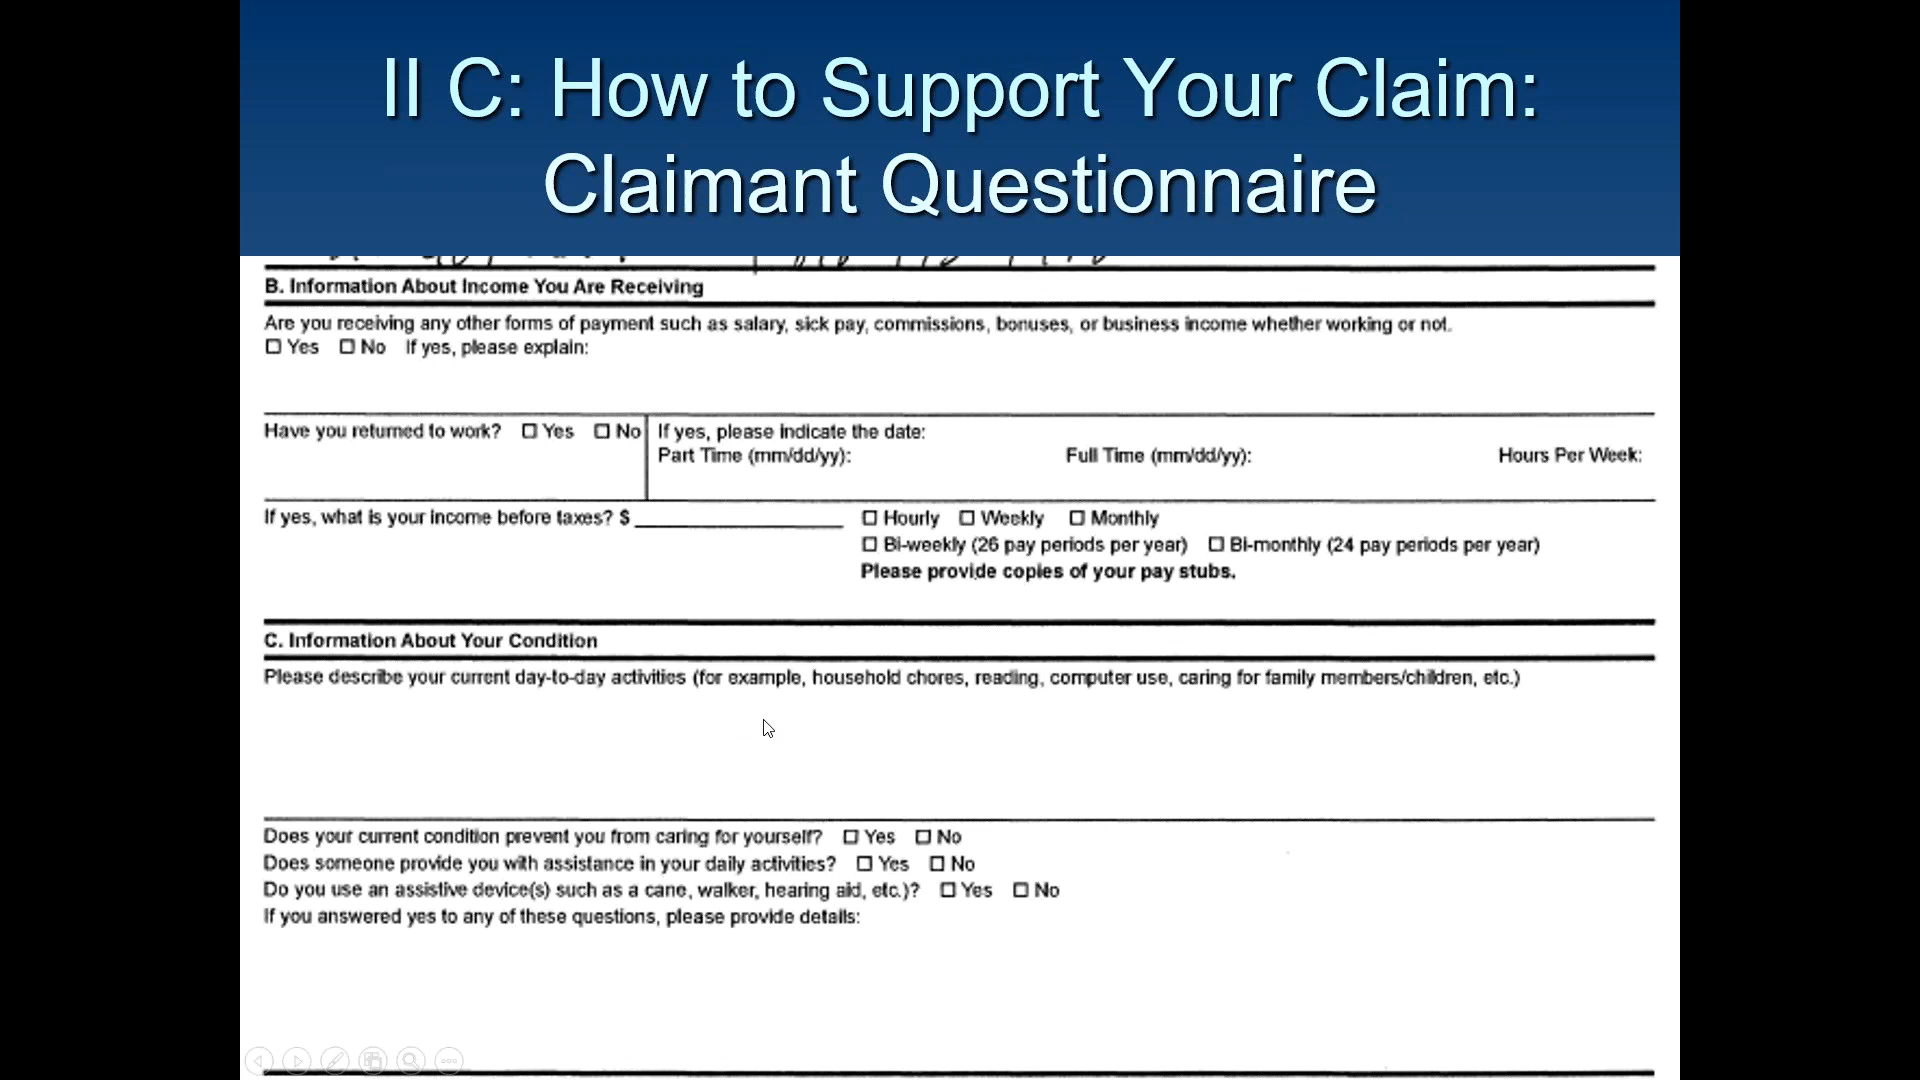 II C: How to Support Your Claim:
Claimant Questionnaire
B. Information About Income You Are Receiving
Are you receiving any other forms of payment such as salary, sick pay, commissions, bonuses, or business income whether working or not.
☐ Yes ☐ No If yes, please explain:
Have you returned to work? ☐ Yes ☐ No If yes, please indicate the date:
Part Time (mm/dd/yy): Full Time (mm/dd/yy): Hours Per Week:
If yes, what is your income before taxes? $ ☐ Hourly ☐ Weekly ☐ Monthly
☐ Bi-weekly (26 pay periods per year) ☐ Bi-monthly (24 pay periods per year)
Please provide copies of your pay stubs.
C. Information About Your Condition
Please describe your current day-to-day activities (for example, household chores, reading, computer use, caring for family members/children, etc.)
Does your current condition prevent you from caring for yourself? ☐ Yes ☐ No
Does someone provide you with assistance in your daily activities? ☐ Yes ☐ No
Do you use an assistive device(s) such as a cane, walker, hearing aid, etc.)? ☐ Yes ☐ No
If you answered yes to any of these questions, please provide details: